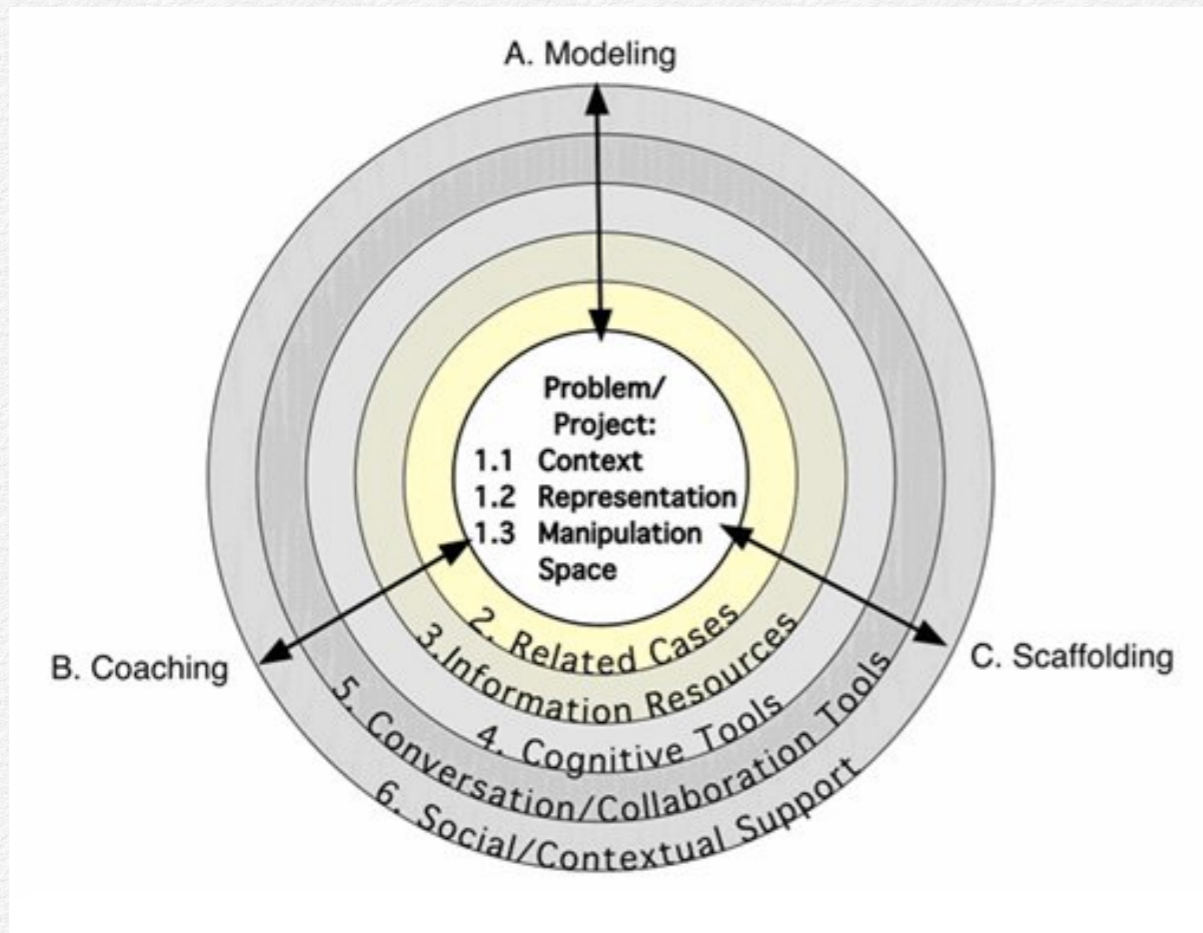 A. Modeling
Problem/
Project:
1.1 Context
1.2 Representation
1.3 Manipulation
Space
2. Related Cases
3.Information Resources
4. Cognitive Tools
5. Conversation/Collaboration Tools
6. Social/Contextual Support
B. Coaching
C. Scaffolding